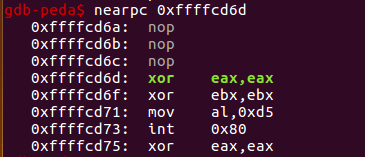 gdb-peda$ nearpc 0xffffcd6d
0xffffcd6a: nop
0xffffcd6b: nop
0xffffcd6c: nop
0xffffcd6d: xor eax,eax
0xffffcd6f: xor ebx,ebx
0xffffcd71: mov al,0xd5
0xffffcd73: int 0x80
0xffffcd75: xor eax,eax